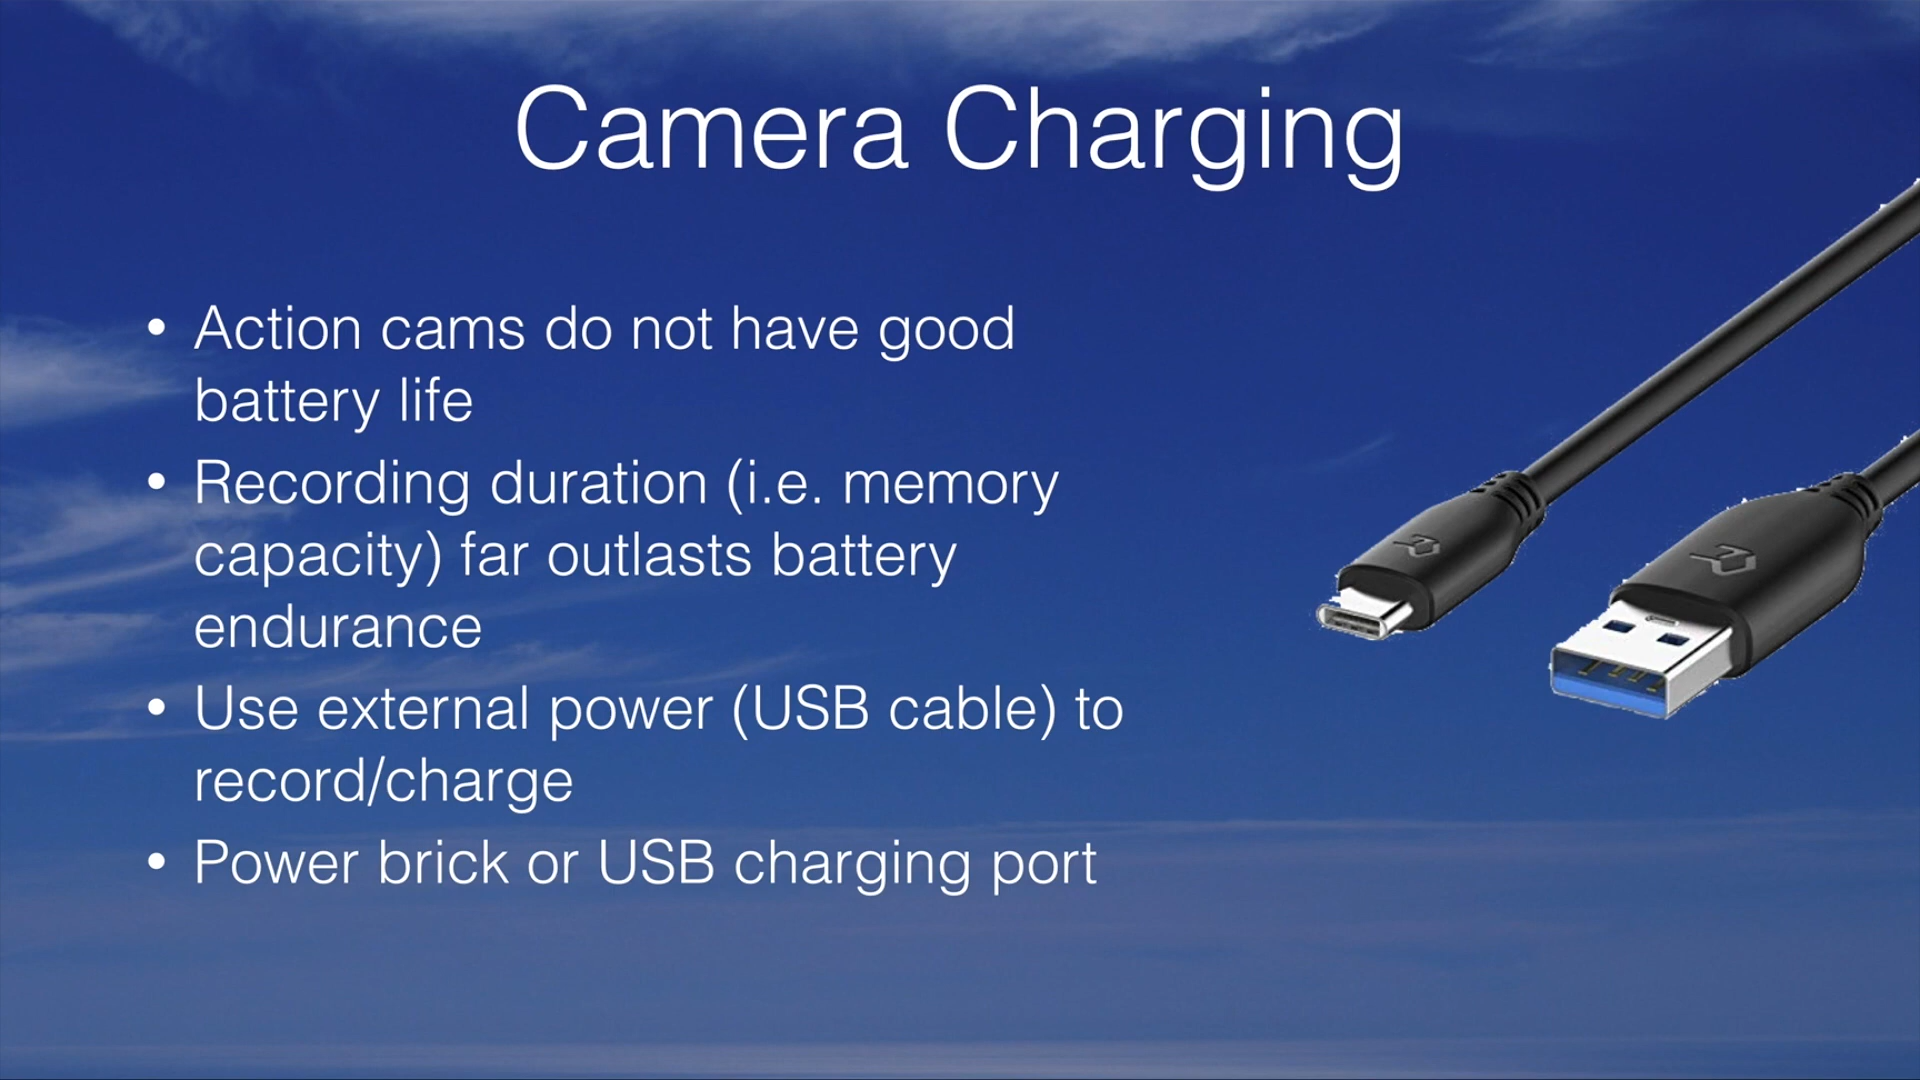 Camera Charging
• Action cams do not have good
battery life
• Recording duration (i.e. memory
capacity) far outlasts battery
endurance
• Use external power (USB cable) to
record/charge
• Power brick or USB charging port